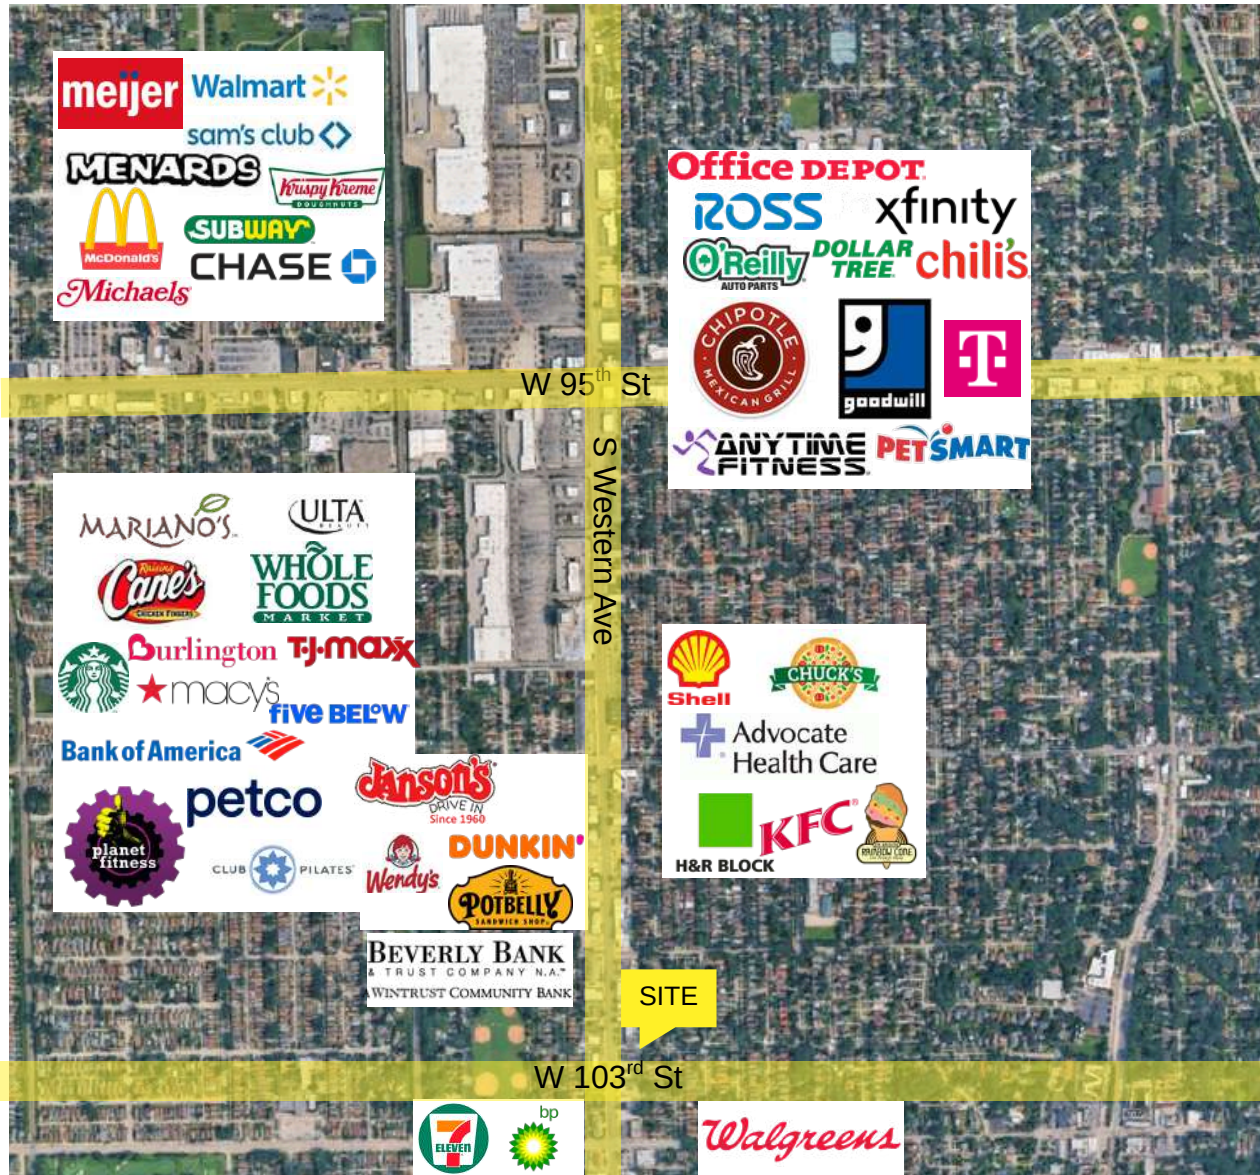 meijer Walmart
sam's club
MENARDS
Krispy Kreme
DOUGHNUTS
McDonald's
SUBWAY
CHASE
Michaels
Office DEPOT
ROSS xfinity
O'Reilly
AUTO PARTS
DOLLAR
TREE
chili's
CHIPOTLE
MEXICAN GRILL
goodwill
T
ANYTIME
FITNESS
PETSMART
W 95th St
S Western Ave
MARIANO'S
ULTA
BEAUTY
Raising
Cane's
CHICKEN FINGERS
WHOLE
FOODS
MARKET
Burlington
T.J.maxx
macy's
five BELOW
Bank of America
planet
fitness
petco
CLUB PILATES
JANSON'S
DRIVE IN
Since 1960
Wendy's
DUNKIN'
POTBELLY
SANDWICH SHOP
BEVERLY BANK
& TRUST COMPANY N.A.
WINTRUST COMMUNITY BANK
Shell
CHUCK'S
Advocate
Health Care
H&R BLOCK
KFC
RAINBOW CONE
SITE
W 103rd St
7
ELEVEN
bp
Walgreens